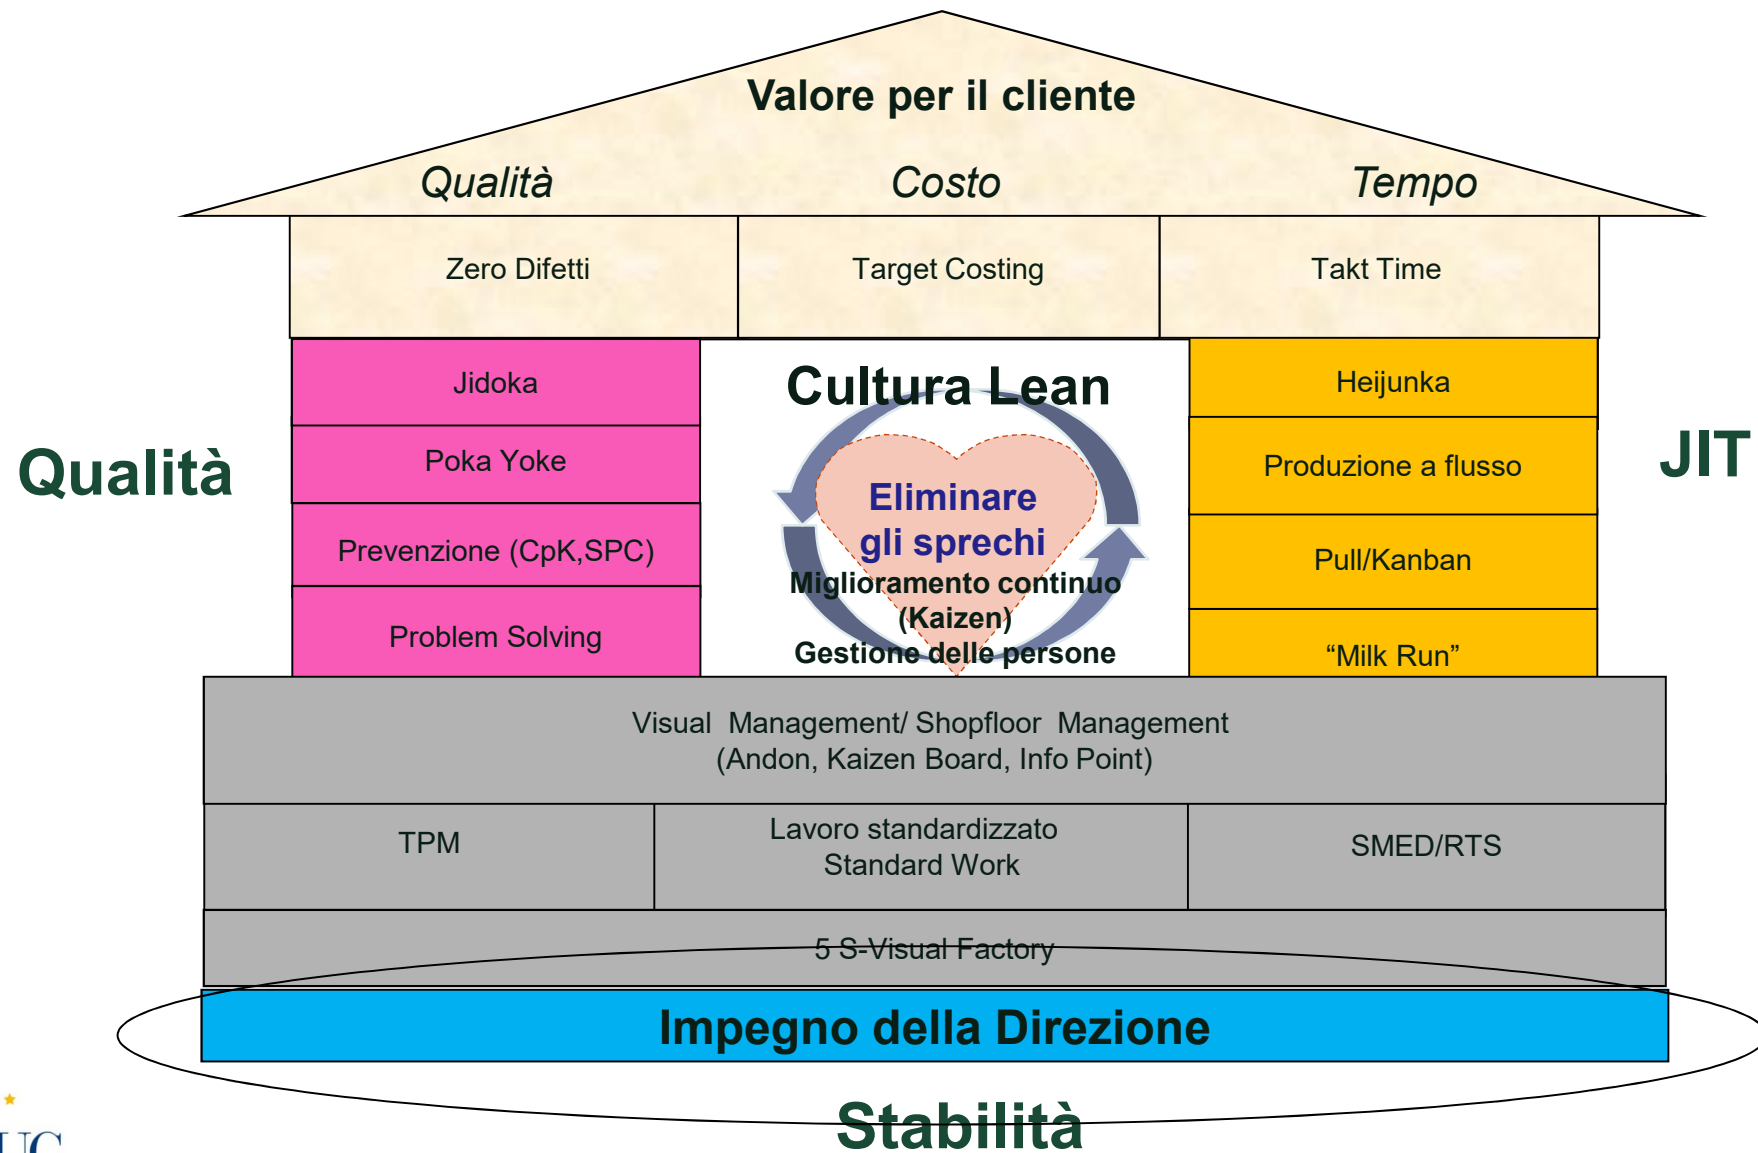 Valore per il cliente
Qualità
Costo
Tempo
Zero Difetti
Target Costing
Takt Time
Qualità
Jidoka
Poka Yoke
Prevenzione (CpK,SPC)
Problem Solving
Cultura Lean
Eliminare
gli sprechi
Miglioramento continuo
(Kaizen)
Gestione delle persone
Heijunka
Produzione a flusso
Pull/Kanban
“Milk Run”
JIT
Visual Management/ Shopfloor Management
(Andon, Kaizen Board, Info Point)
TPM
Lavoro standardizzato
Standard Work
SMED/RTS
5 S-Visual Factory
Impegno della Direzione
Stabilità